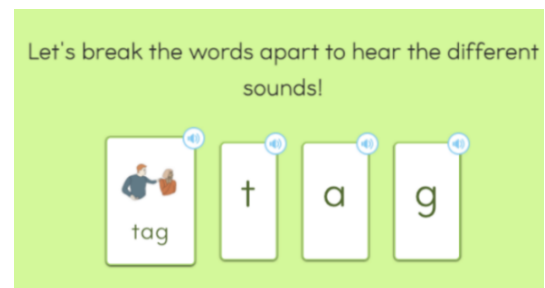 Let's break the words apart to hear the different
sounds!
tag
t
a
g